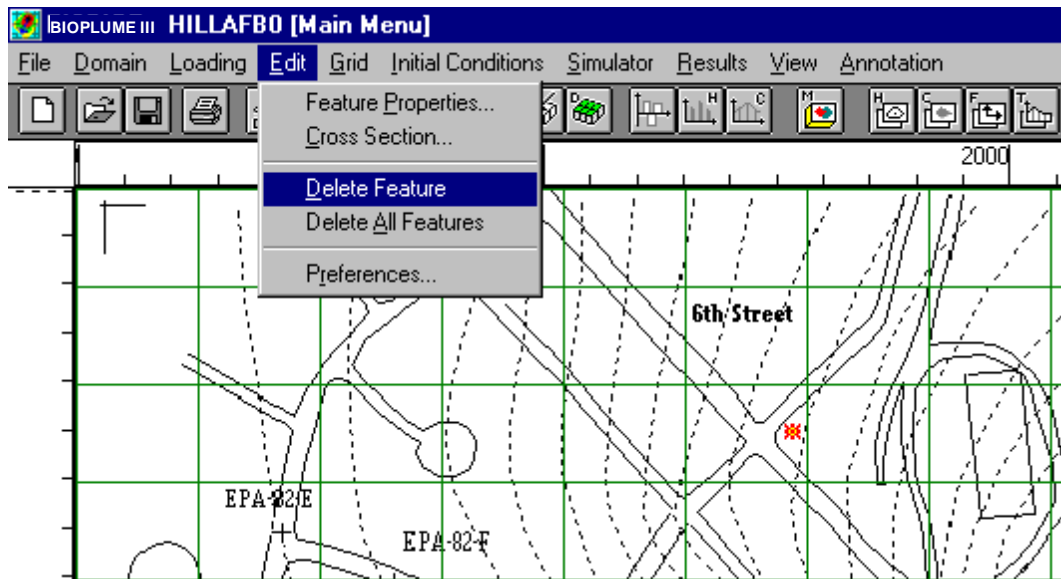 BIOPLUME III HILLAFB0 [Main Menu]
File Domain Loading Edit Grid Initial Conditions Simulator Results View Annotation
Feature Properties...
Cross Section...
Delete Feature
Delete All Features
Preferences...
D H C M H C F T
2000
6th Street
EPA-82-E
EPA-82-F